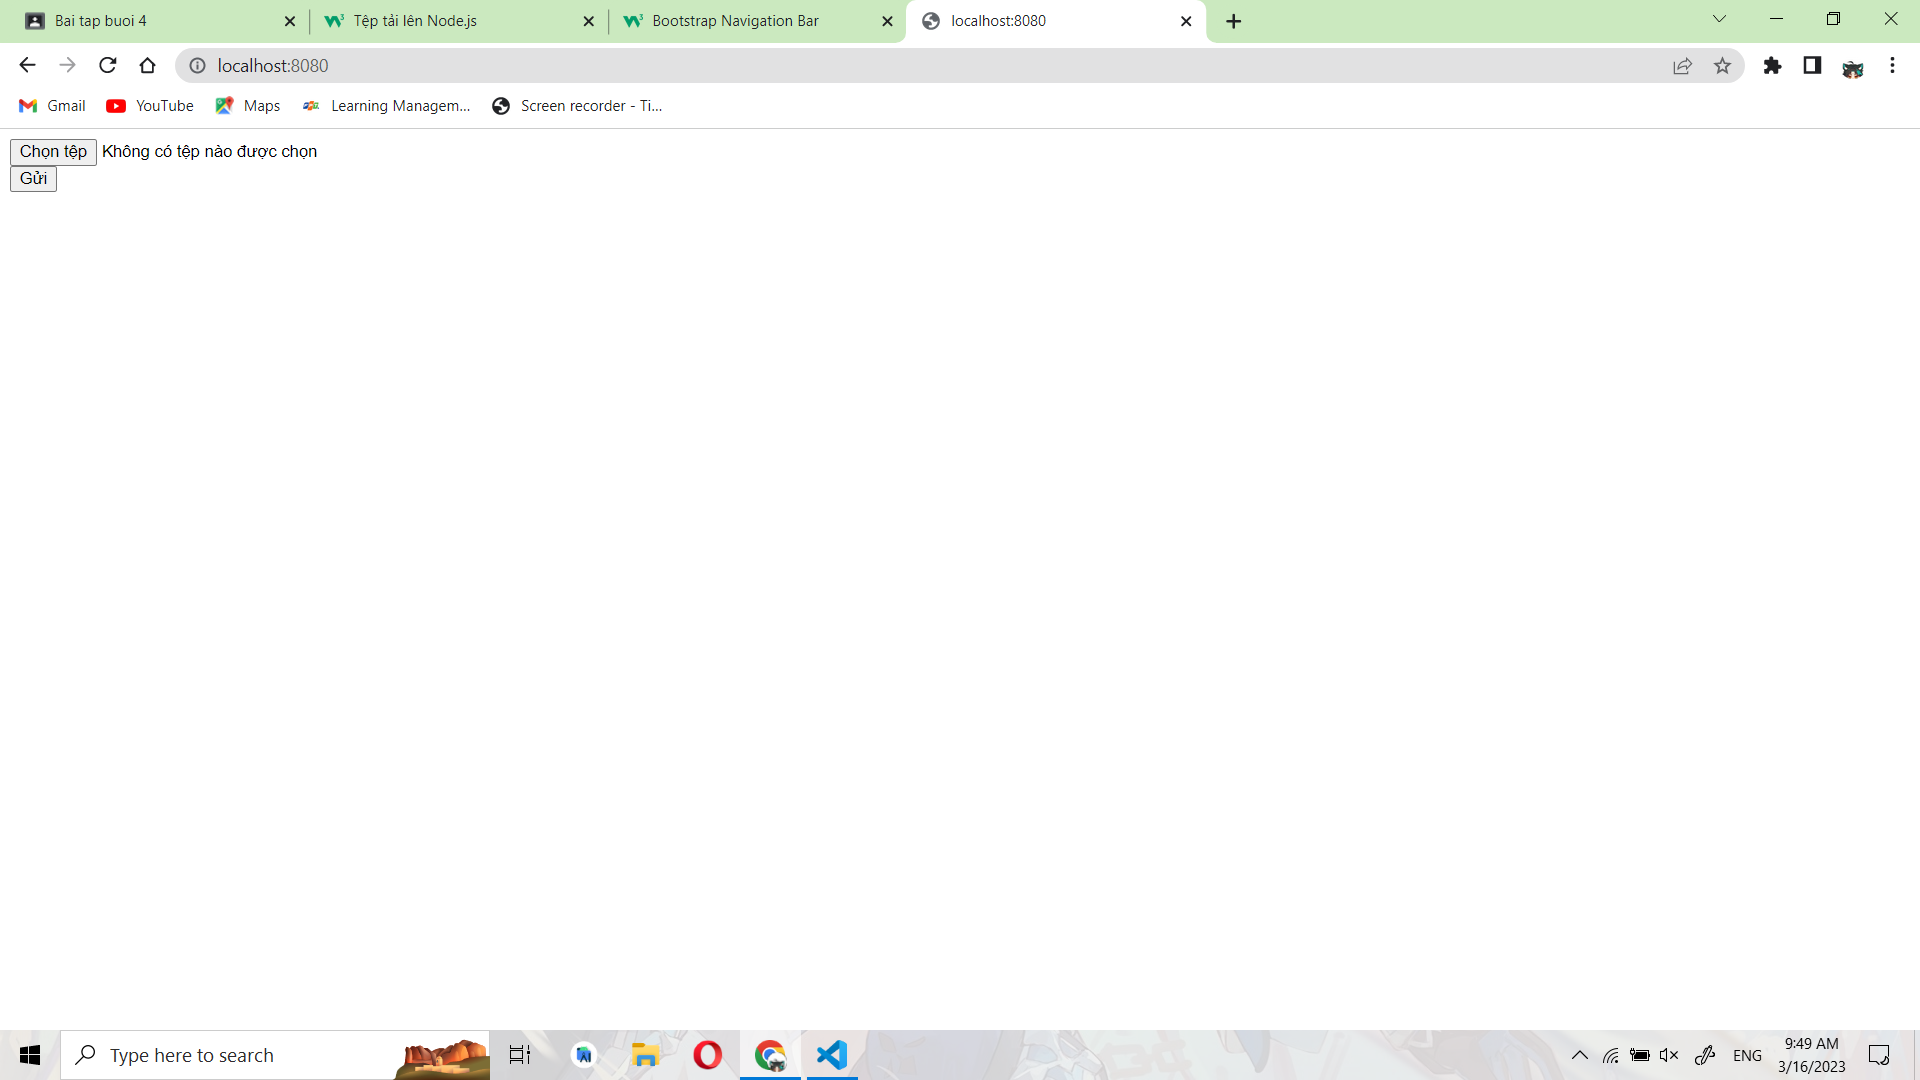 Bai tap buoi 4
Tệp tải lên Node.js
Bootstrap Navigation Bar
localhost:8080
localhost:8080
Gmail
YouTube
Maps
Learning Managem...
Screen recorder - Ti...
Chọn tệp Không có tệp nào được chọn
Gửi
Type here to search
ENG
9:49 AM
3/16/2023